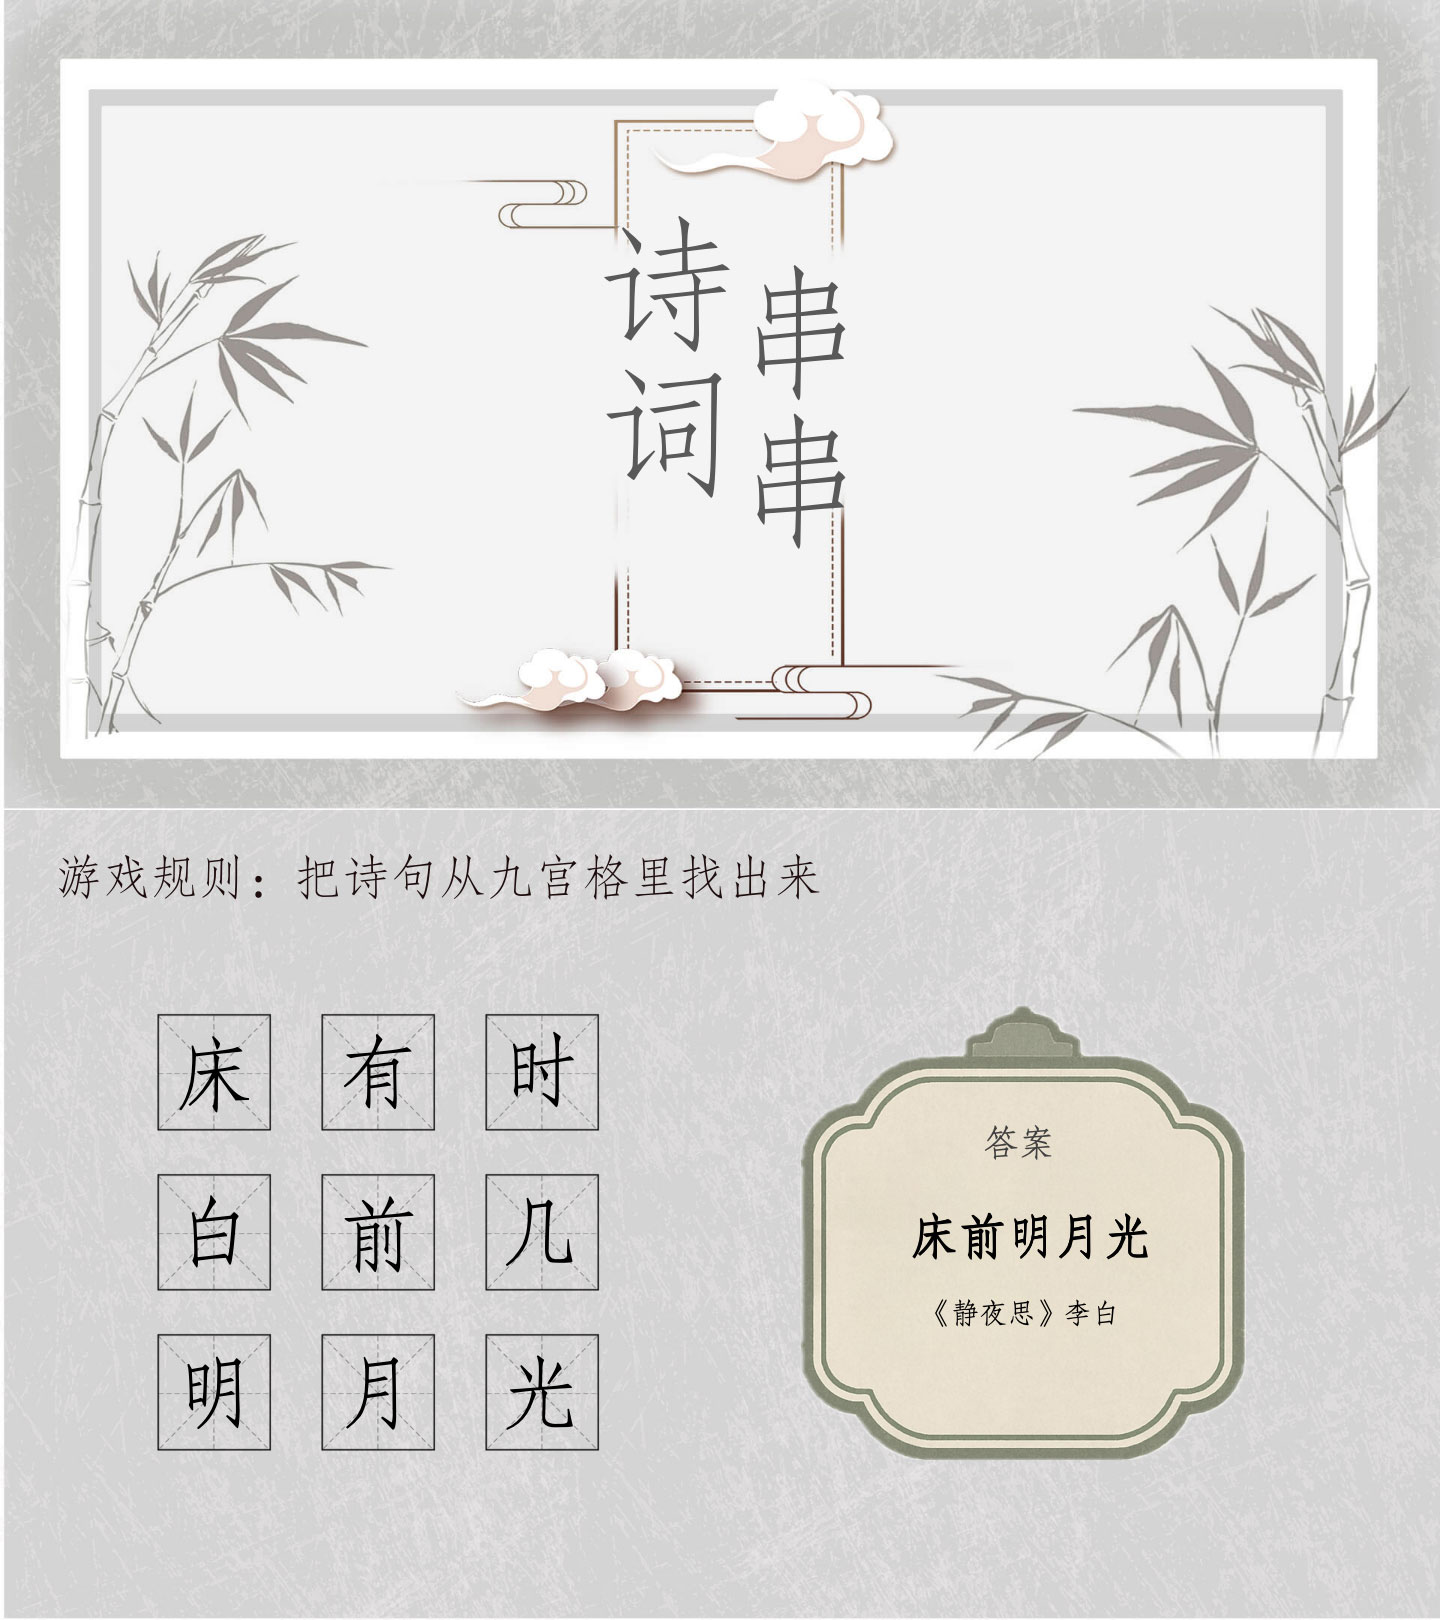 诗词
串串
游戏规则：把诗句从九宫格里找出来
床 有 时
白 前 几
明 月 光
答案
床前明月光
《静夜思》李白